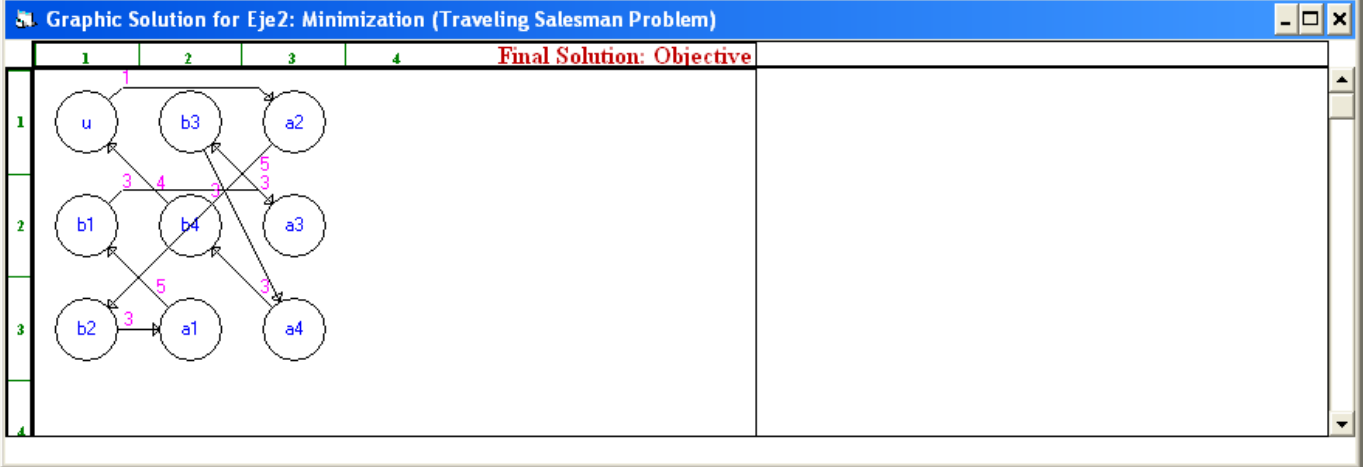 Graphic Solution for Eje2: Minimization (Traveling Salesman Problem)
1 2 3 4 Final Solution: Objective
1
1 u b3 a2
5
3 4 3 3
2 b1 b4 a3
5 3
3 b2 3 a1 a4
4